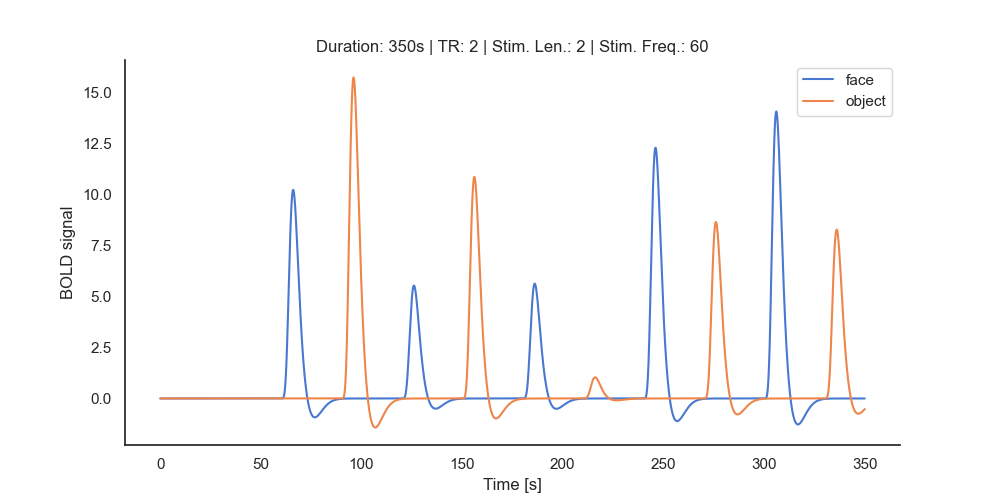 Duration: 350s | TR: 2 | Stim. Len.: 2 | Stim. Freq.: 60
face
object
BOLD signal
15.0
12.5
10.0
7.5
5.0
2.5
0.0
0 50 100 150 200 250 300 350
Time [s]